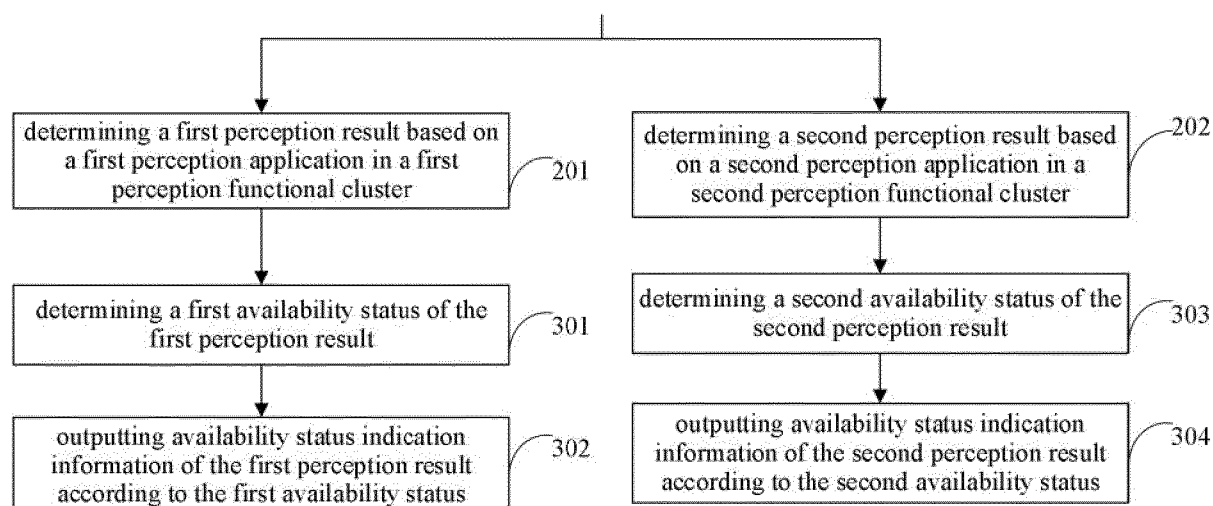 determining a first perception result based on
a first perception application in a first
perception functional cluster
201
determining a second perception result based
on a second perception application in a
second perception functional cluster
202
determining a first availability status of the
first perception result
301
determining a second availability status of the
second perception result
303
outputting availability status indication
information of the first perception result
according to the first availability status
302
outputting availability status indication
information of the second perception result
according to the second availability status
304